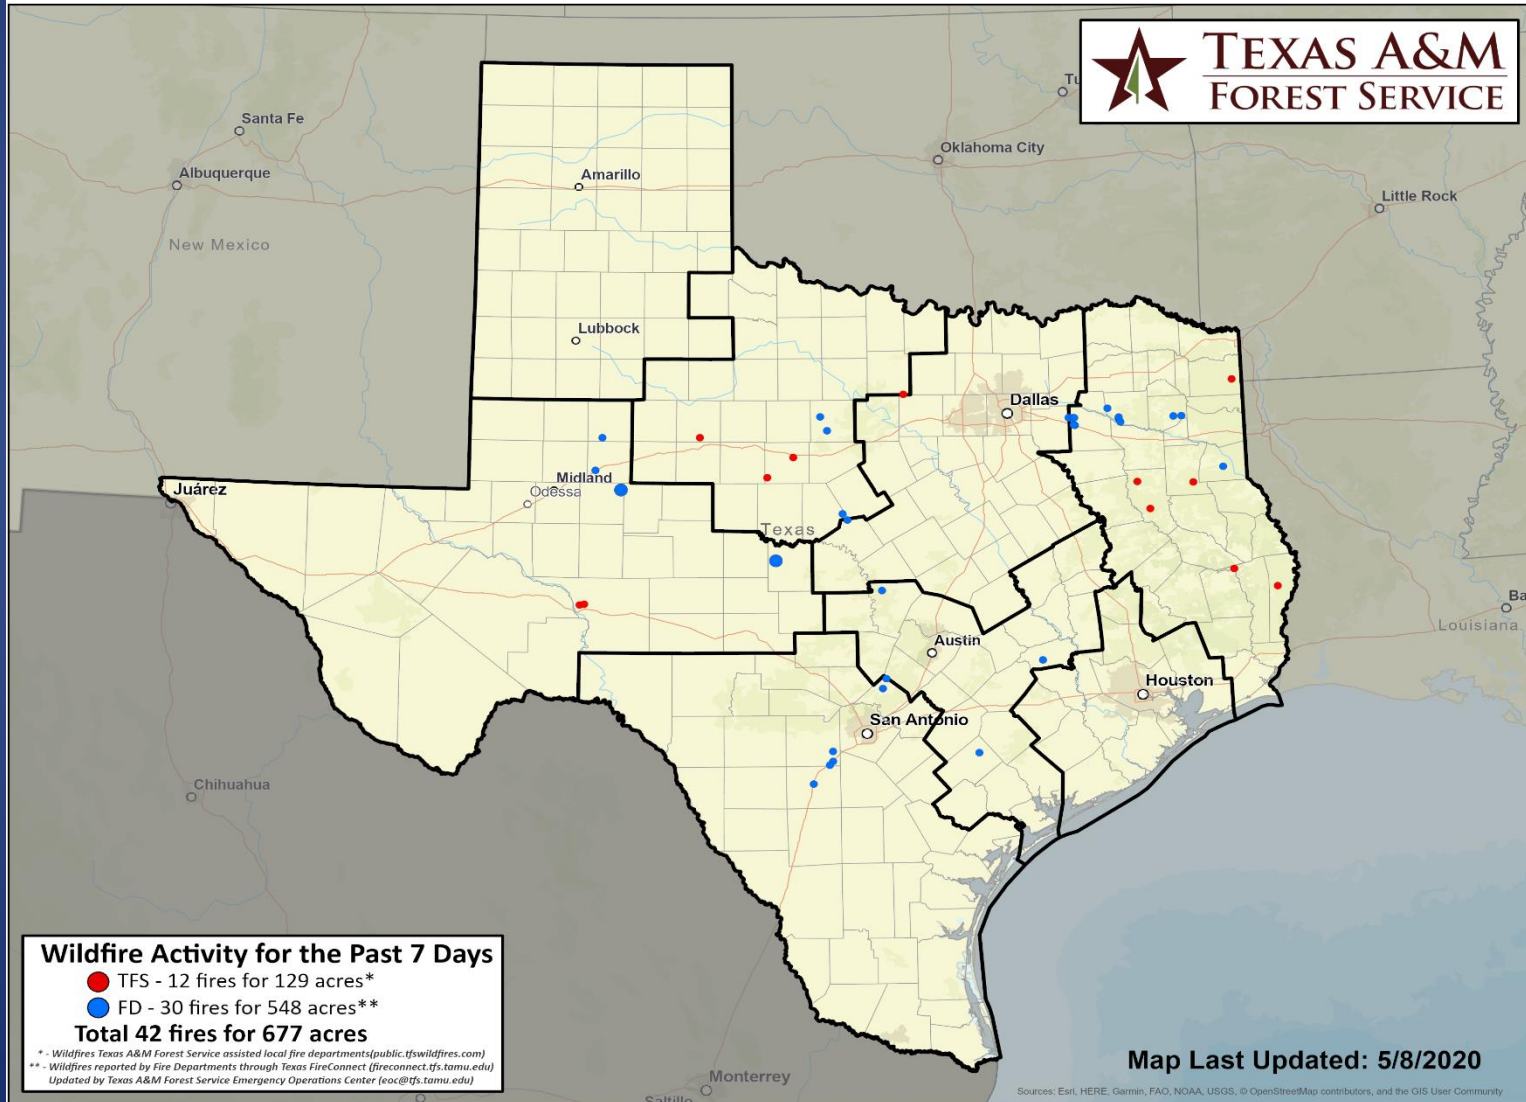 TEXAS A&M
FOREST SERVICE
Tu
Santa Fe
Oklahoma City
Albuquerque
Amarillo
Little Rock
New Mexico
Lubbock
Dallas
Midland
Juárez
Odessa
Texas
Ba
Louisiana
Austin
Houston
San Antonio
Chihuahua
Wildfire Activity for the Past 7 Days
TFS - 12 fires for 129 acres*
FD - 30 fires for 548 acres**
Total 42 fires for 677 acres
* - Wildfires Texas A&M Forest Service assisted local fire departments(public.tfswildfires.com)
** - Wildfires reported by Fire Departments through Texas FireConnect (fireconnect.tfs.tamu.edu)
Updated by Texas A&M Forest Service Emergency Operations Center (eoc@tfs.tamu.edu)
Map Last Updated: 5/8/2020
Monterrey
Saltillo
Sources: Esri, HERE, Garmin, FAO, NOAA, USGS, © OpenStreetMap contributors, and the GIS User Community